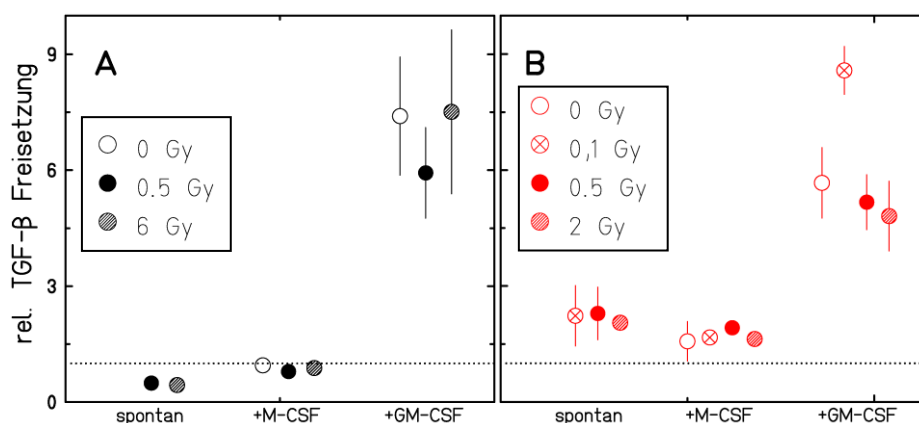 rel. TGF-β Freisetzung
9
6
3
0
A
0 Gy
0.5 Gy
6 Gy
spontan
+M-CSF
+GM-CSF
B
0 Gy
0,1 Gy
0.5 Gy
2 Gy
spontan
+M-CSF
+GM-CSF